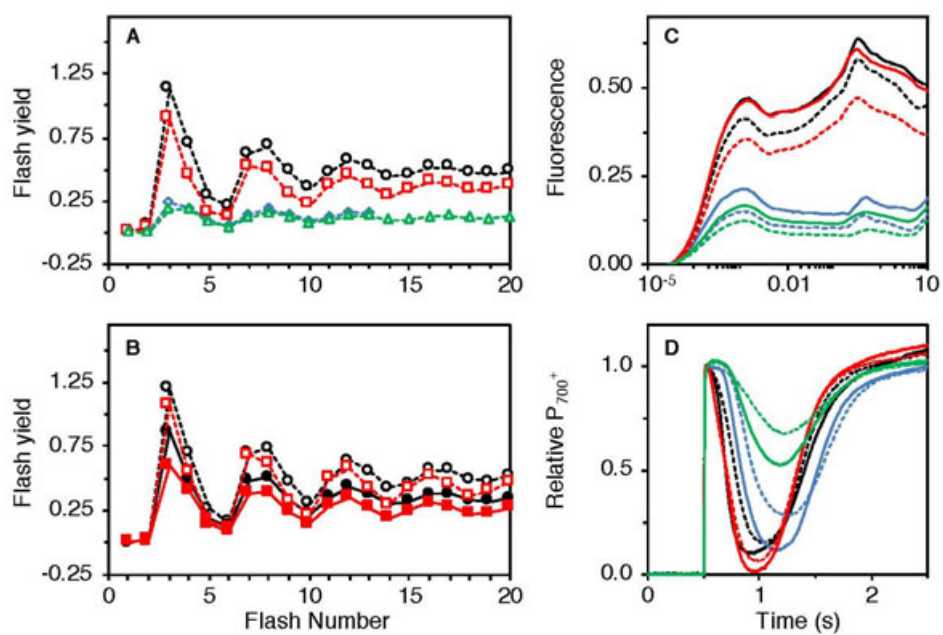 A
Flash yield
1.25
0.75
0.25
-0.25
0 5 10 15 20
C
Fluorescence
0.50
0.25
0.00
10-5 0.01 10
B
Flash yield
1.25
0.75
0.25
-0.25
0 5 10 15 20
Flash Number
D
Relative P700+
1.0
0.5
0.0
0 1 2
Time (s)